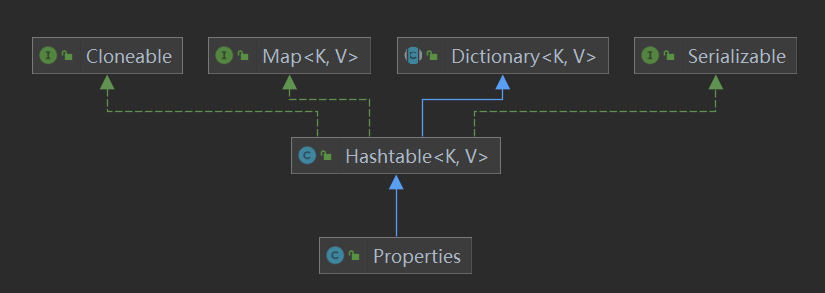 Cloneable
Map<K, V>
Dictionary<K, V>
Serializable
Hashtable<K, V>
Properties